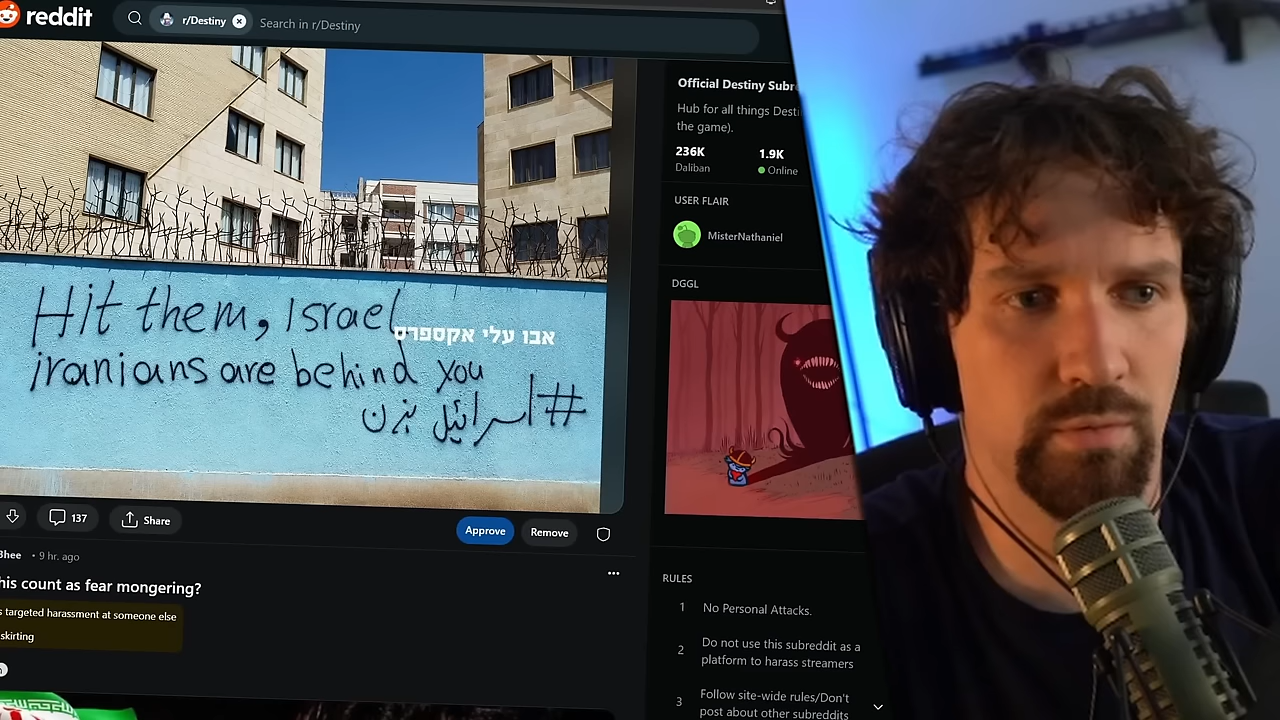 reddit
r/Destiny
Search in r/Destiny
Hit them, Israel
אבו עלי אקספרס
iranians are behind you
#اسرائیل بزن
137
Share
Approve
Remove
9 hr. ago
his count as fear mongering?
targeted harassment at someone else
skirting
Official Destiny Subre
Hub for all things Desti
the game).
236K
1.9K
Daliban
Online
USER FLAIR
MisterNathaniel
DGGL
RULES
1 No Personal Attacks.
2 Do not use this subreddit as a
platform to harass streamers
3 Follow site-wide rules/Don't
post about other subreddits